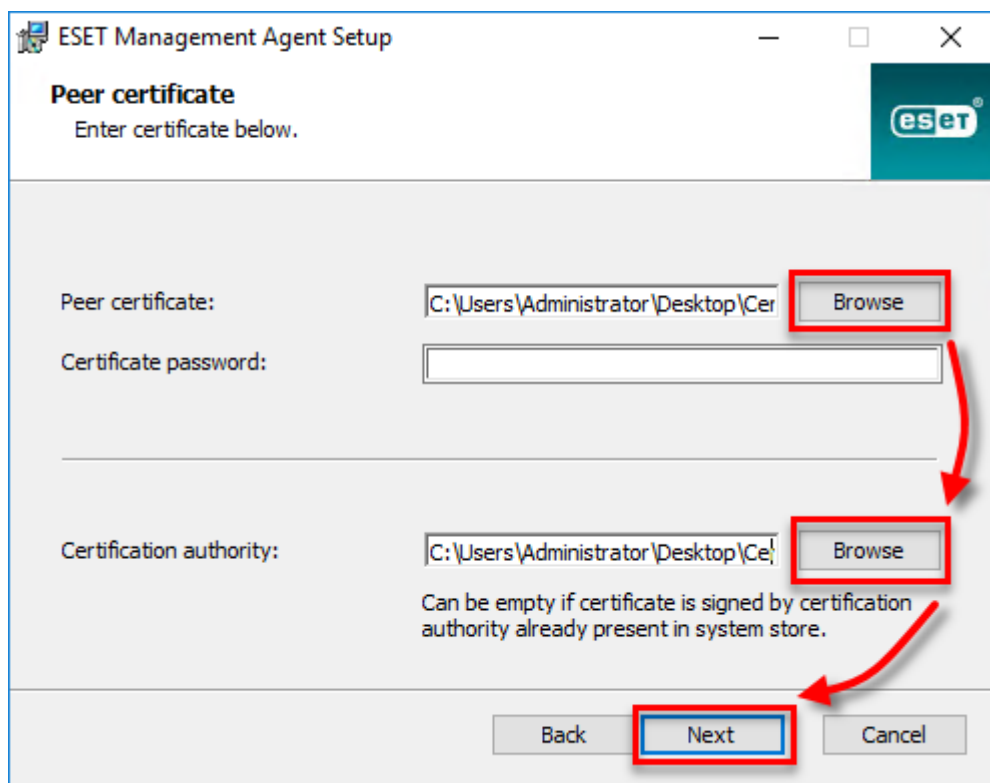 ESET Management Agent Setup
Peer certificate
Enter certificate below.
eseT®
Peer certificate:
C:\Users\Administrator\Desktop\Cer
Browse
Certificate password:
Certification authority:
C:\Users\Administrator\Desktop\Ce
Browse
Can be empty if certificate is signed by certification
authority already present in system store.
Back
Next
Cancel